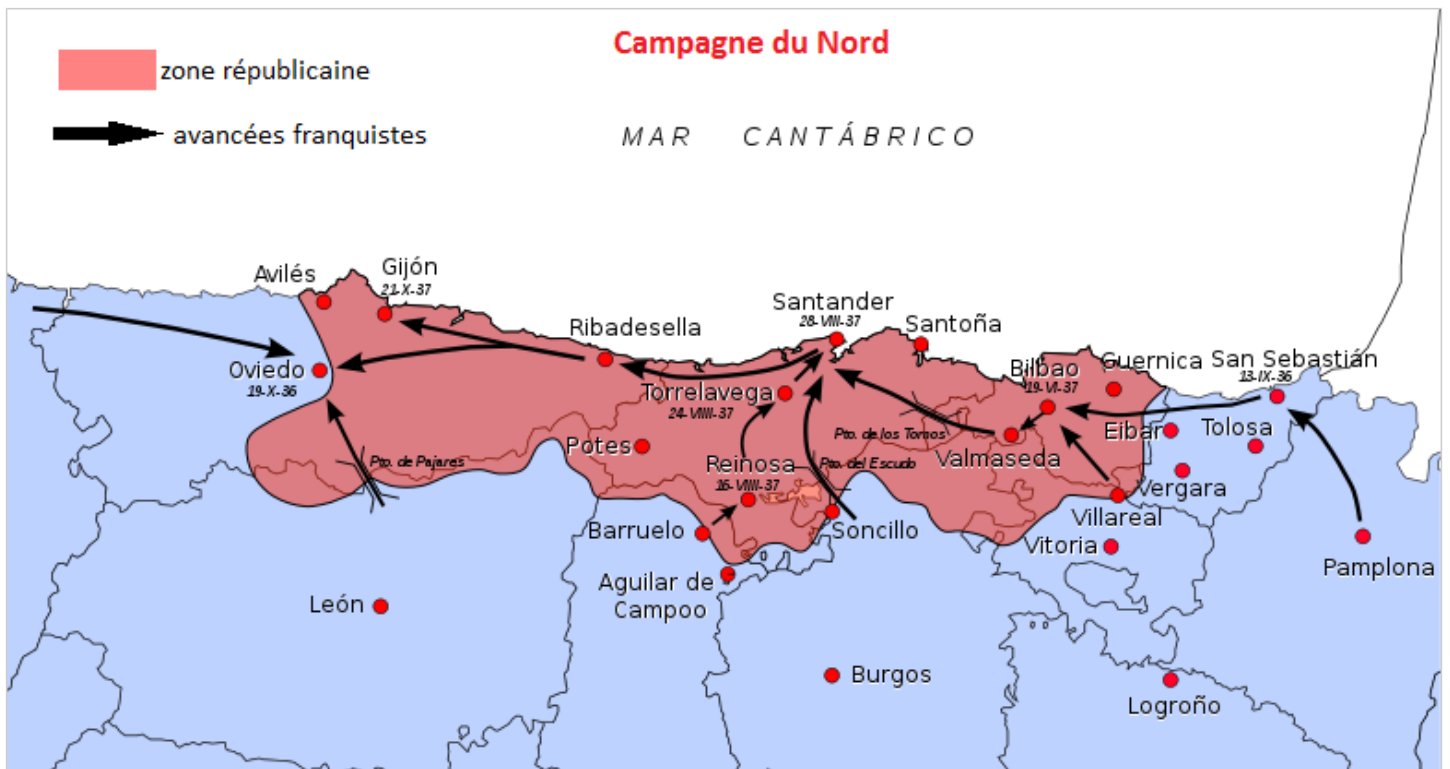 Campagne du Nord
zone républicaine
avancées franquistes
MAR CANTÁBRICO
Avilés
Gijón
21-X-37
Santander
28-VIII-37
Ribadesella
Santoña
Oviedo
19-X-36
Torrelavega
24-VIIII-37
Bilbao
19-VI-37
Guernica
San Sebastián
13-IX-36
Pto. de Pajares
Potes
Pto. de los Tornos
Valmaseda
Eibar
Tolosa
Reinosa
16-VIIII-37
Pto. del Escudo
Vergara
Barruelo
Soncillo
Villareal
Vitoria
Pamplona
Aguilar de
Campoo
León
Burgos
Logroño